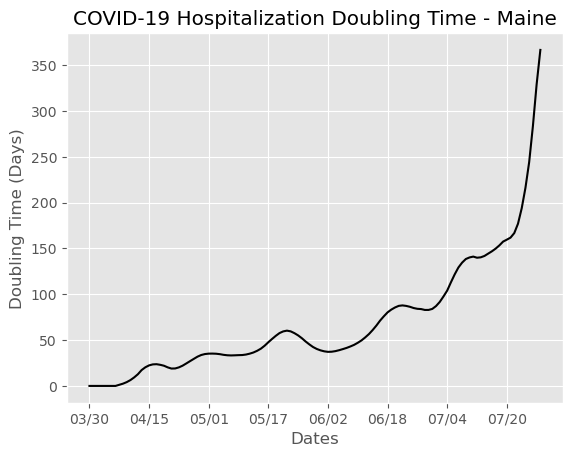 COVID-19 Hospitalization Doubling Time - Maine
350
300
250
200
150
100
50
0
Doubling Time (Days)
03/30 04/15 05/01 05/17 06/02 06/18 07/04 07/20
Dates